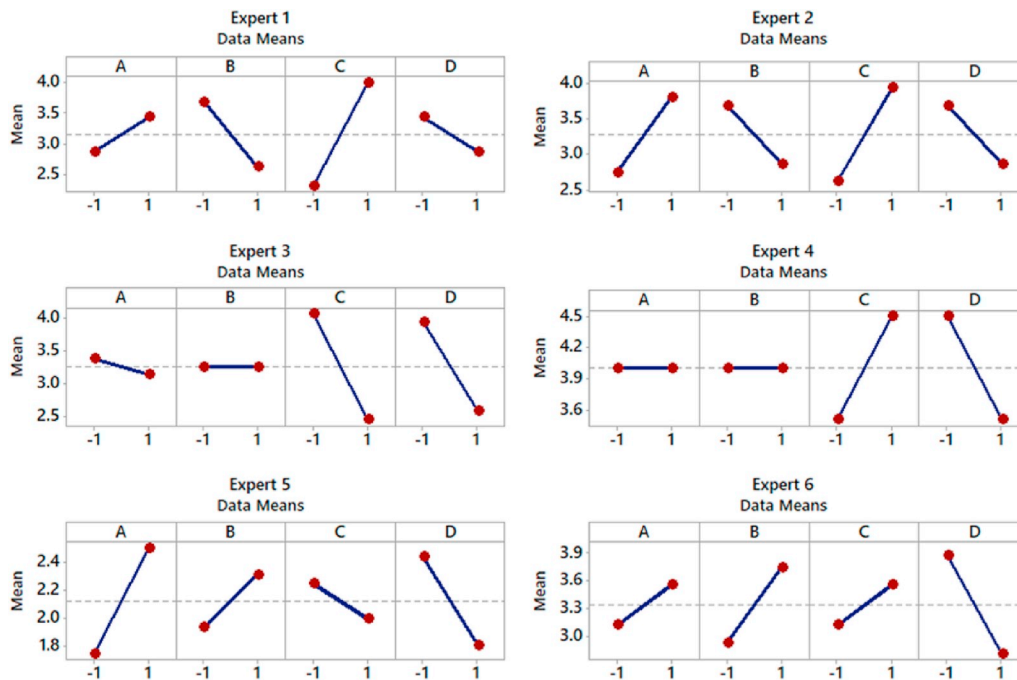 Expert 1
Data Means
A B C D
4.0
3.5
3.0
2.5
Mean
-1 1 -1 1 -1 1 -1 1
Expert 2
Data Means
A B C D
4.0
3.5
3.0
2.5
Mean
-1 1 -1 1 -1 1 -1 1
Expert 3
Data Means
A B C D
4.0
3.5
3.0
2.5
Mean
-1 1 -1 1 -1 1 -1 1
Expert 4
Data Means
A B C D
4.5
4.2
3.9
3.6
Mean
-1 1 -1 1 -1 1 -1 1
Expert 5
Data Means
A B C D
2.4
2.2
2.0
1.8
Mean
-1 1 -1 1 -1 1 -1 1
Expert 6
Data Means
A B C D
3.9
3.6
3.3
3.0
Mean
-1 1 -1 1 -1 1 -1 1